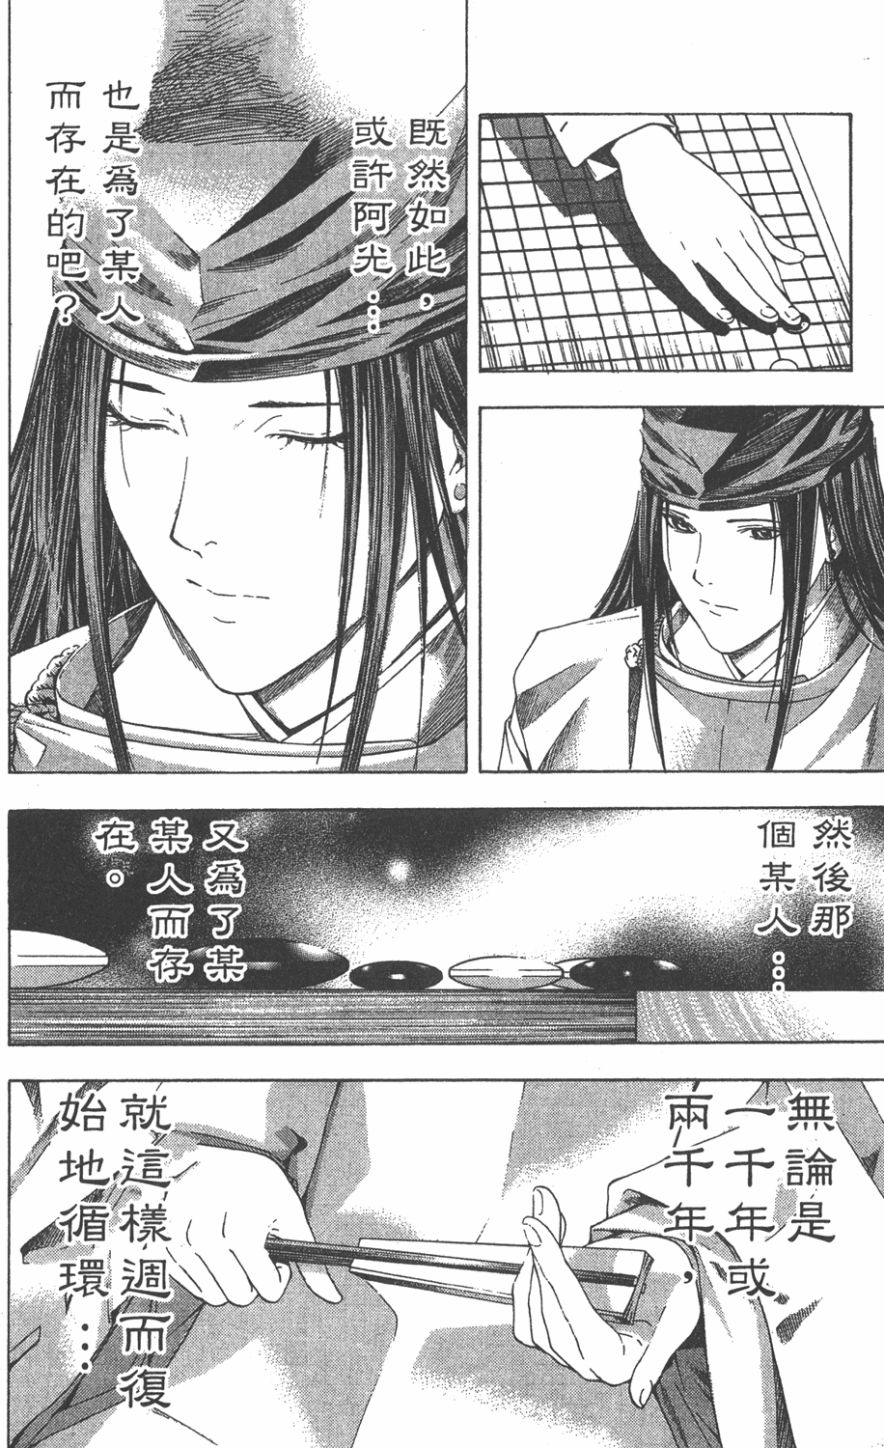 既然如此，
或許阿光…
也是爲了某人
而存在的吧？
然後那
個某人…
又爲了某
某人而存
在。
無論是
一千年或
兩千年，
就這樣週而復
始地循環…